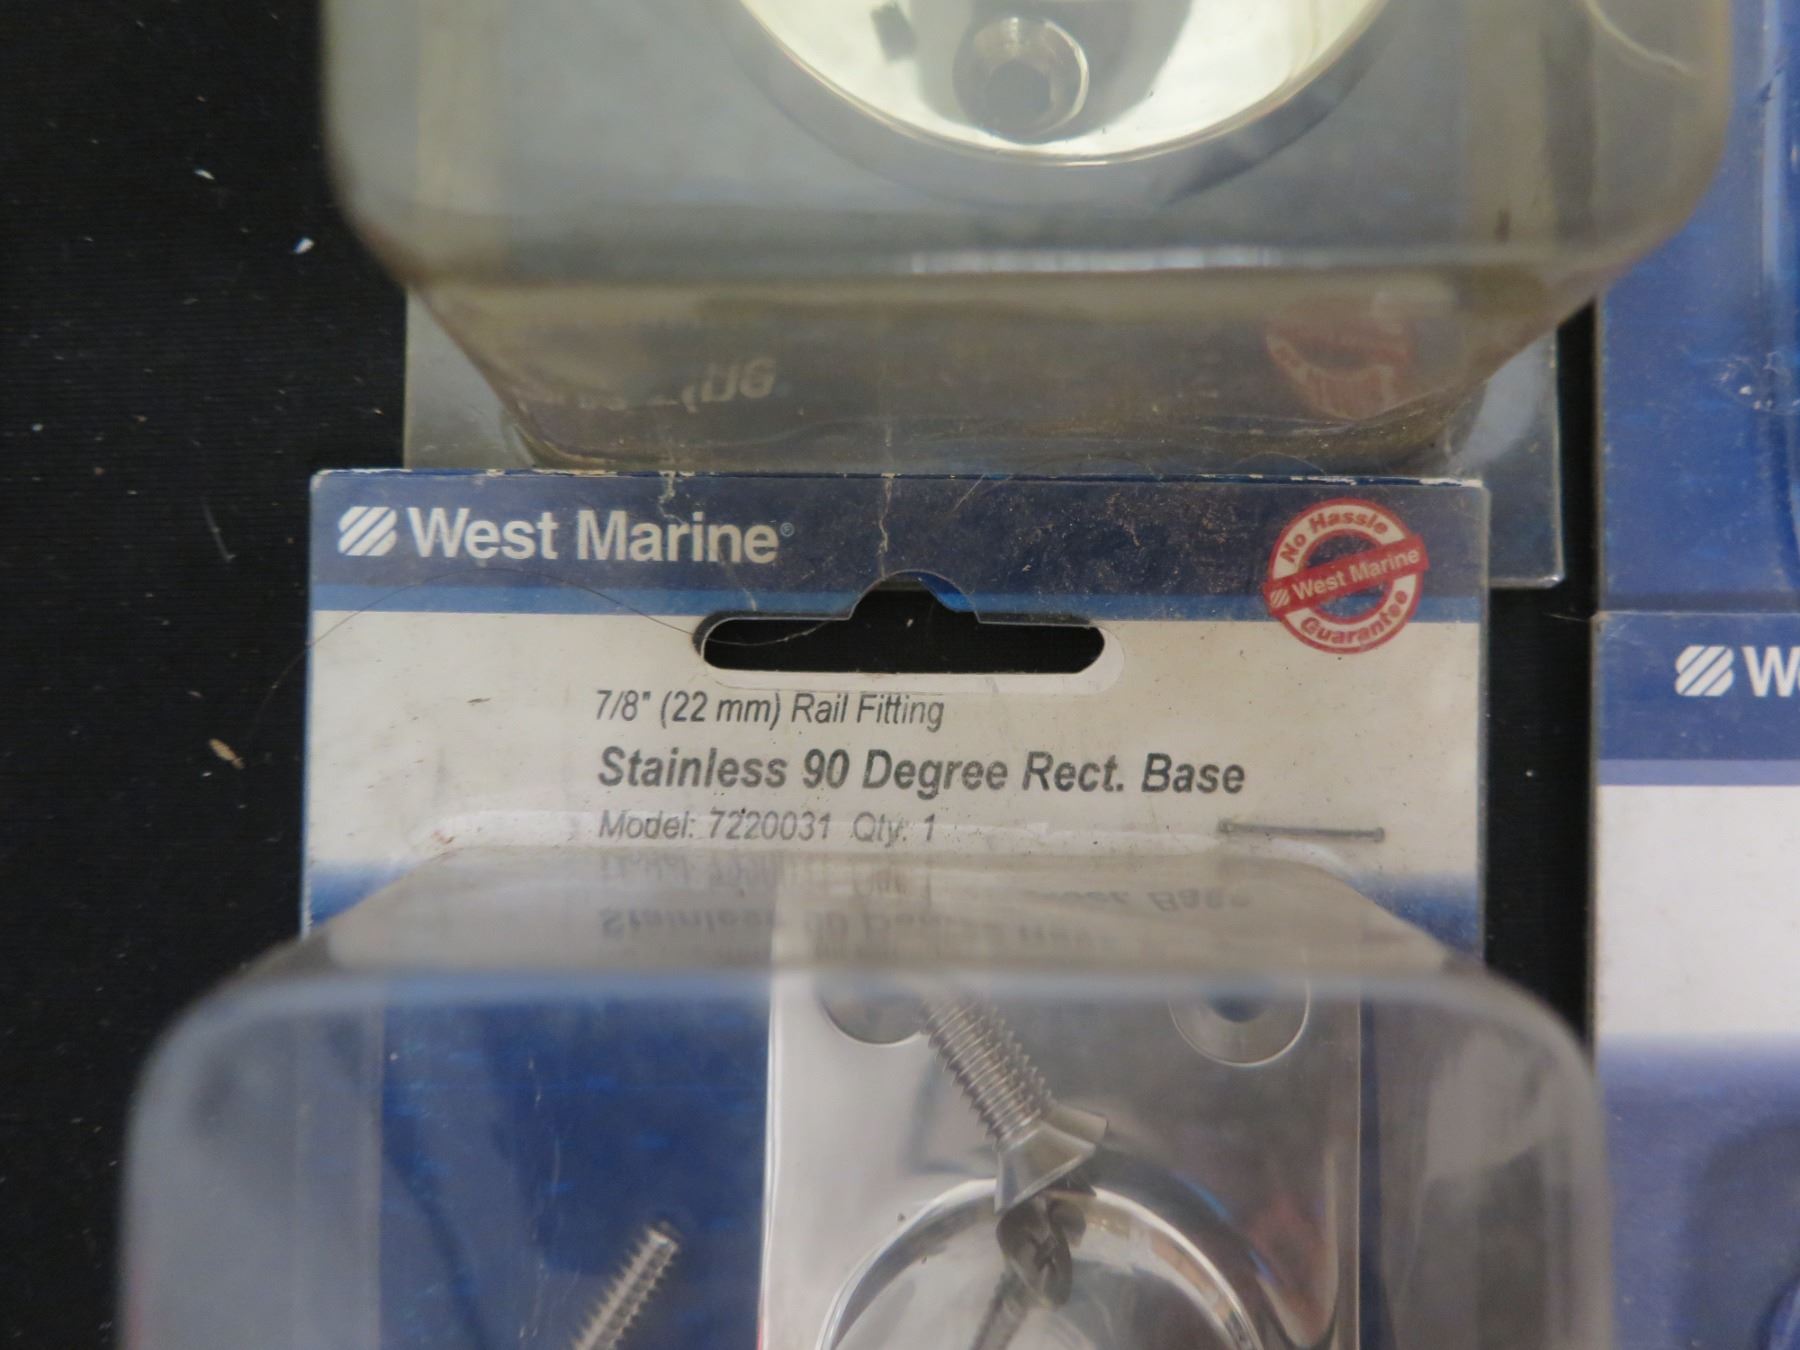 West Marine®
No Hassle
West Marine
Guarantee
7/8" (22 mm) Rail Fitting
Stainless 90 Degree Rect. Base
Model: 7220031 Qty: 1